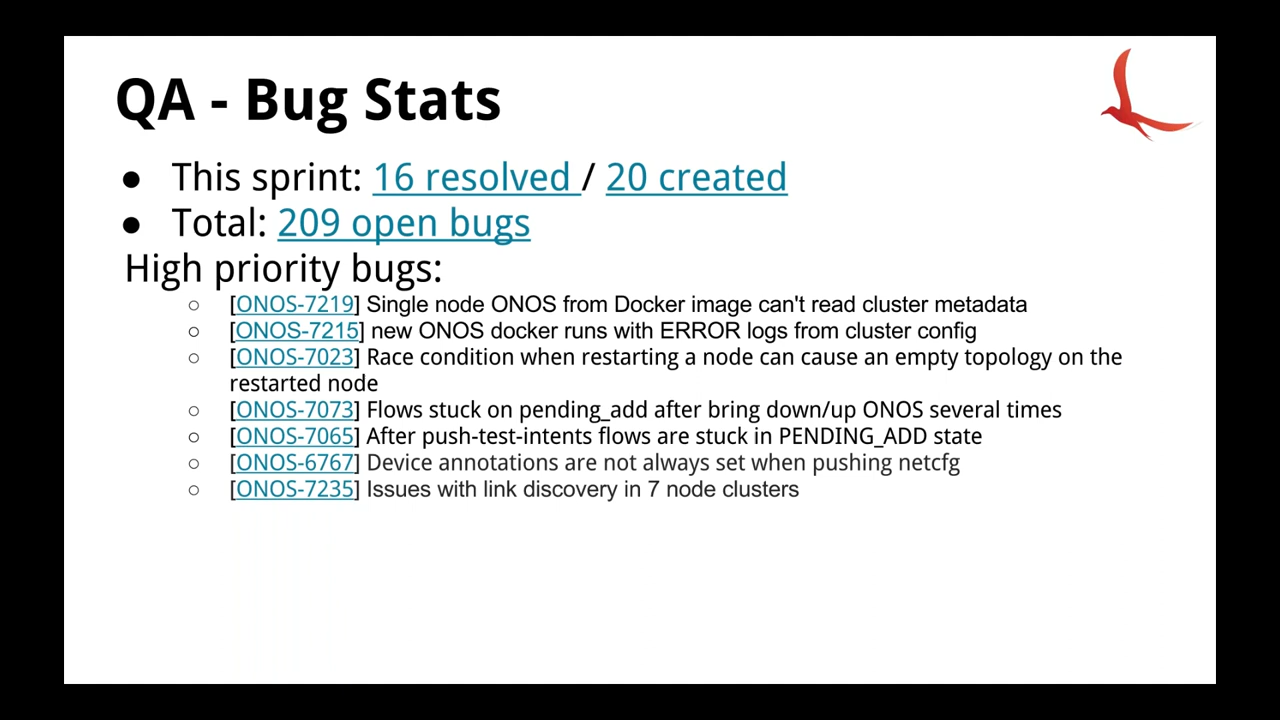 QA - Bug Stats
● This sprint: 16 resolved / 20 created
● Total: 209 open bugs
High priority bugs:
○ [ONOS-7219] Single node ONOS from Docker image can't read cluster metadata
○ [ONOS-7215] new ONOS docker runs with ERROR logs from cluster config
○ [ONOS-7023] Race condition when restarting a node can cause an empty topology on the
restarted node
○ [ONOS-7073] Flows stuck on pending_add after bring down/up ONOS several times
○ [ONOS-7065] After push-test-intents flows are stuck in PENDING_ADD state
○ [ONOS-6767] Device annotations are not always set when pushing netcfg
○ [ONOS-7235] Issues with link discovery in 7 node clusters